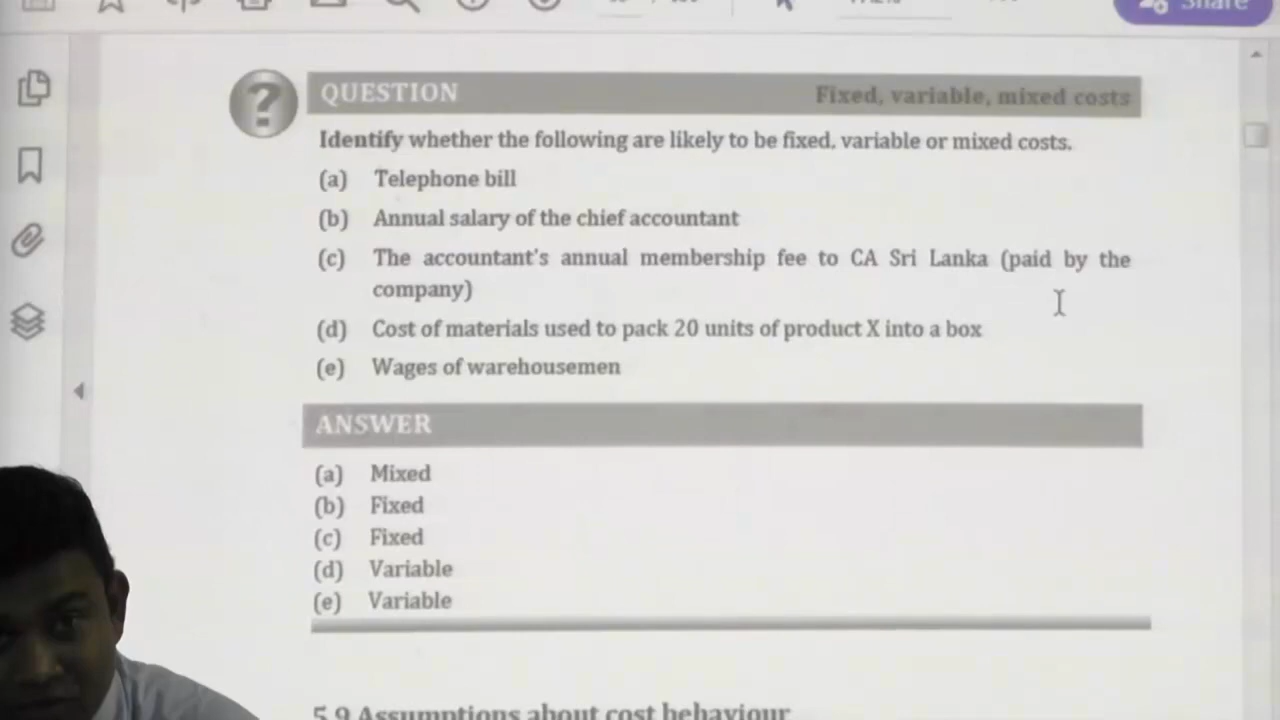 Share
QUESTION
Fixed, variable, mixed costs
Identify whether the following are likely to be fixed, variable or mixed costs.
(a) Telephone bill
(b) Annual salary of the chief accountant
(c) The accountant's annual membership fee to CA Sri Lanka (paid by the
company)
(d) Cost of materials used to pack 20 units of product X into a box
(e) Wages of warehousemen
ANSWER
(a) Mixed
(b) Fixed
(c) Fixed
(d) Variable
(e) Variable
5.9 Assumptions about cost behaviour